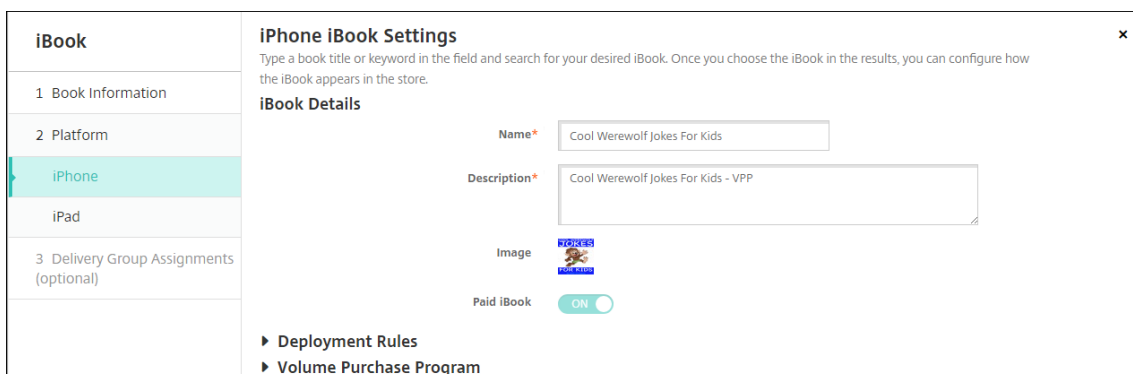 iBook
1 Book Information
2 Platform
iPhone
iPad
3 Delivery Group Assignments
(optional)
iPhone iBook Settings
Type a book title or keyword in the field and search for your desired iBook. Once you choose the iBook in the results, you can configure how
the iBook appears in the store.
iBook Details
Name*
Cool Werewolf Jokes For Kids
Description*
Cool Werewolf Jokes For Kids - VPP
Image
JOKES
FOR KIDS
Paid iBook
ON
Deployment Rules
Volume Purchase Program